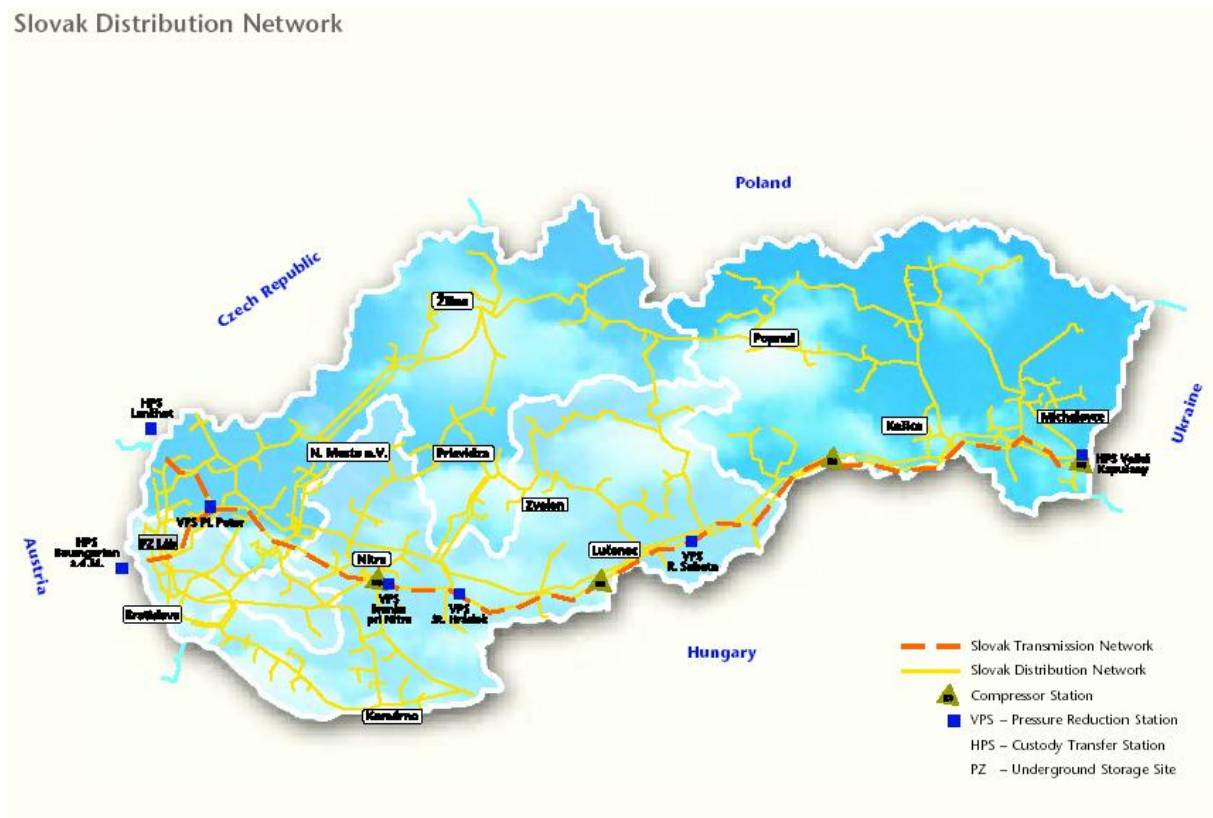 Slovak Distribution Network
Poland
Czech Republic
Žilina
Poprad
HPS
Lanžhot
Ukraine
Michalovce
Košice
N. Mesto n.V.
Prievidza
HPS Veľké
Kapušany
Zvolen
VPS Pl. Peter
PZ Láb
Austria
HPS
Baumgarten
a.d.M.
Lučenec
Nitra
VPS
R. Sobota
VPS
Ivanka
pri Nitre
VPS
Bratislava
Hungary
Komárno
Slovak Transmission Network
Slovak Distribution Network
Compressor Station
VPS – Pressure Reduction Station
HPS – Custody Transfer Station
PZ – Underground Storage Site